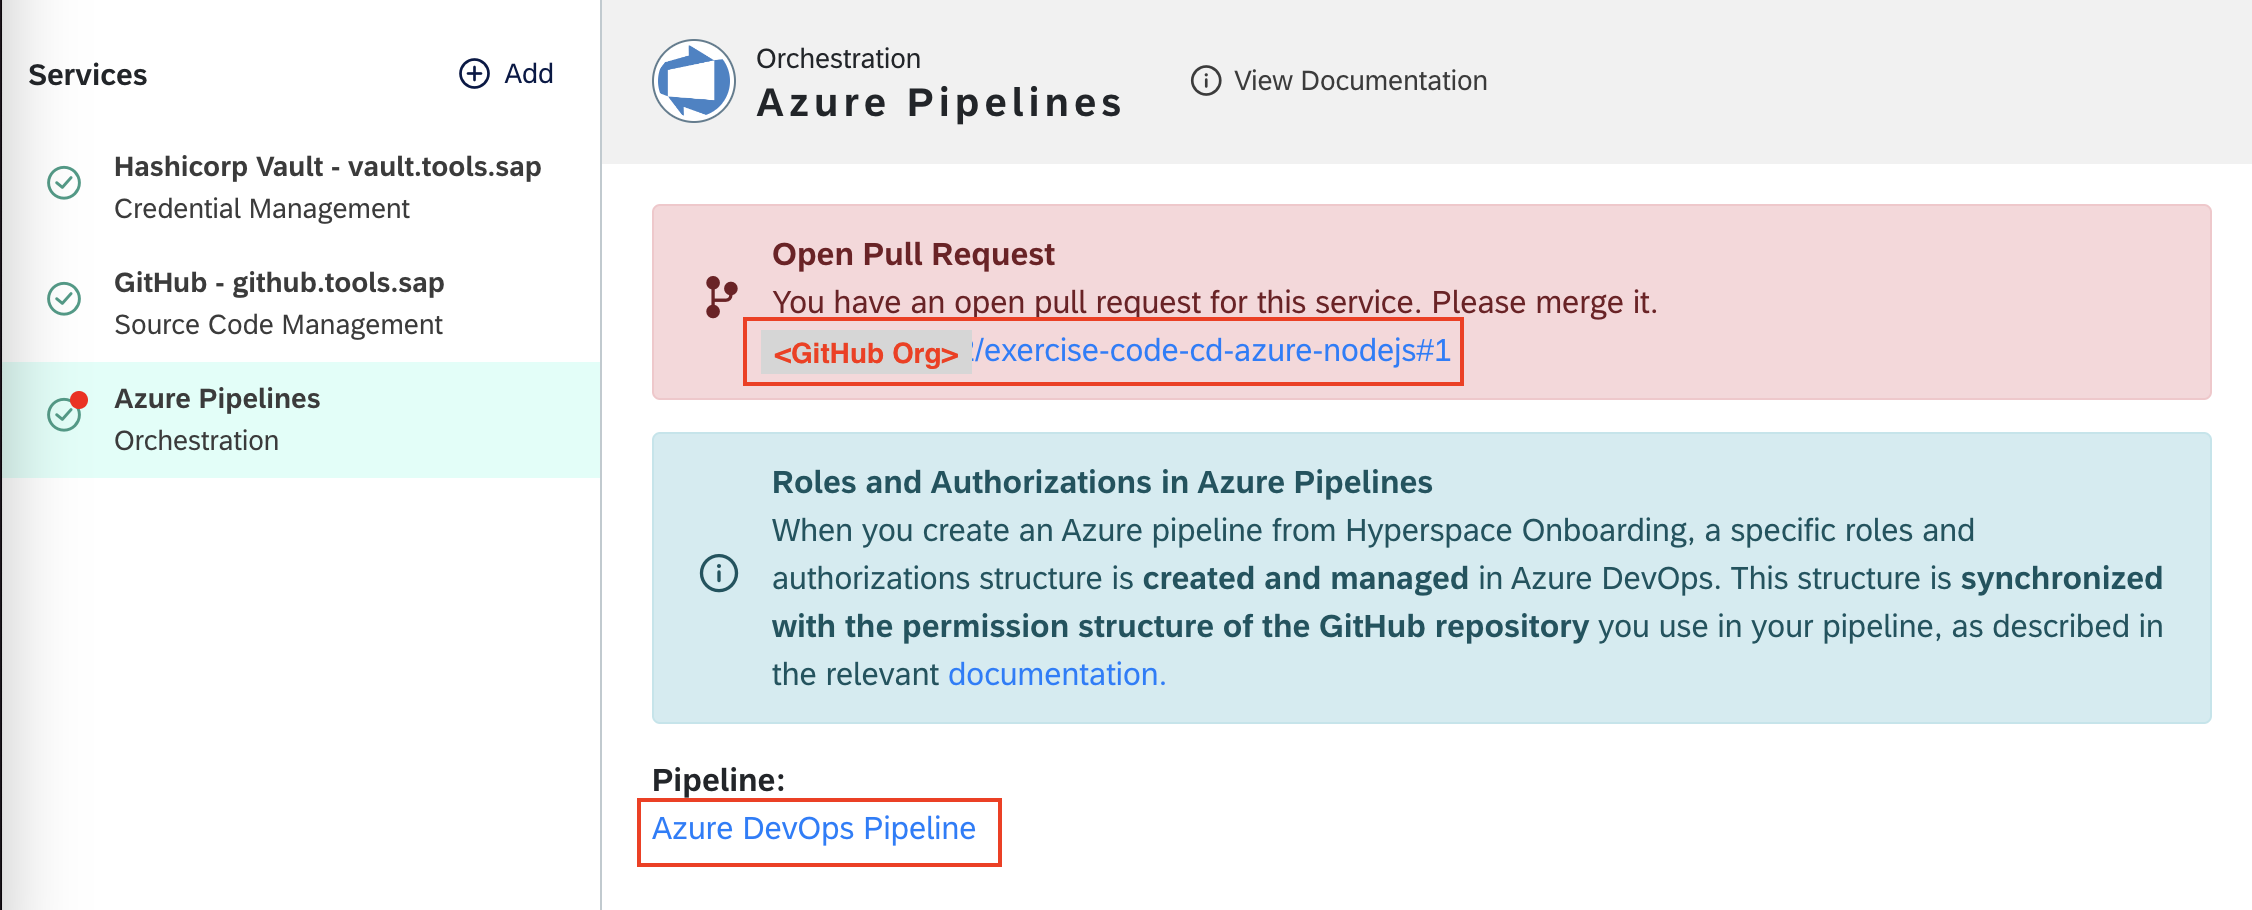 Services
Add
Hashicorp Vault - vault.tools.sap
Credential Management
GitHub - github.tools.sap
Source Code Management
Azure Pipelines
Orchestration
Orchestration
Azure Pipelines
View Documentation
Open Pull Request
You have an open pull request for this service. Please merge it.
<GitHub Org> /exercise-code-cd-azure-nodejs#1
Roles and Authorizations in Azure Pipelines
When you create an Azure pipeline from Hyperspace Onboarding, a specific roles and
authorizations structure is created and managed in Azure DevOps. This structure is synchronized
with the permission structure of the GitHub repository you use in your pipeline, as described in
the relevant documentation.
Pipeline:
Azure DevOps Pipeline